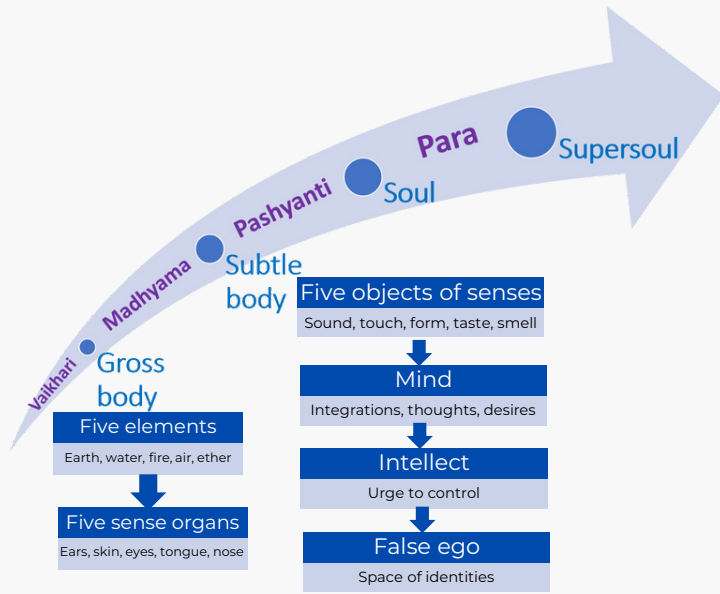 Para
Supersoul
Pashyanti
Soul
Madhyama
Subtle
body
Vaikhari
Gross
body
Five elements
Earth, water, fire, air, ether
Five sense organs
Ears, skin, eyes, tongue, nose
Five objects of senses
Sound, touch, form, taste, smell
Mind
Integrations, thoughts, desires
Intellect
Urge to control
False ego
Space of identities